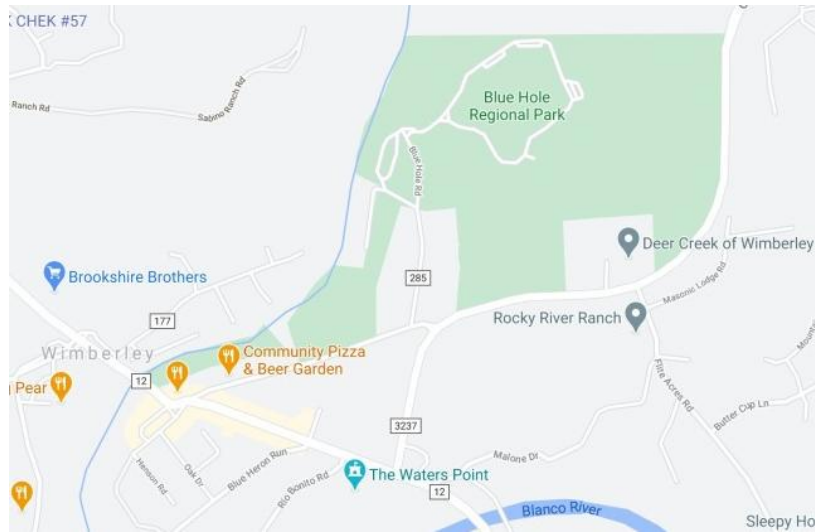 CHEK #57
Ranch Rd
Sabino Ranch Rd
Blue Hole
Regional Park
Blue Hole Rd
Deer Creek of Wimberley
285
Brookshire Brothers
Masonic Lodge Rd
Rocky River Ranch
177
Wimberley
Community Pizza
& Beer Garden
12
Pear
Flite Acres Rd
Butter Cup Ln
3237
Malone Dr
Henson Rd
Oak Dr
Blue Heron Run
Rio Bonito Rd
The Waters Point
12
Blanco River
Sleepy Ho